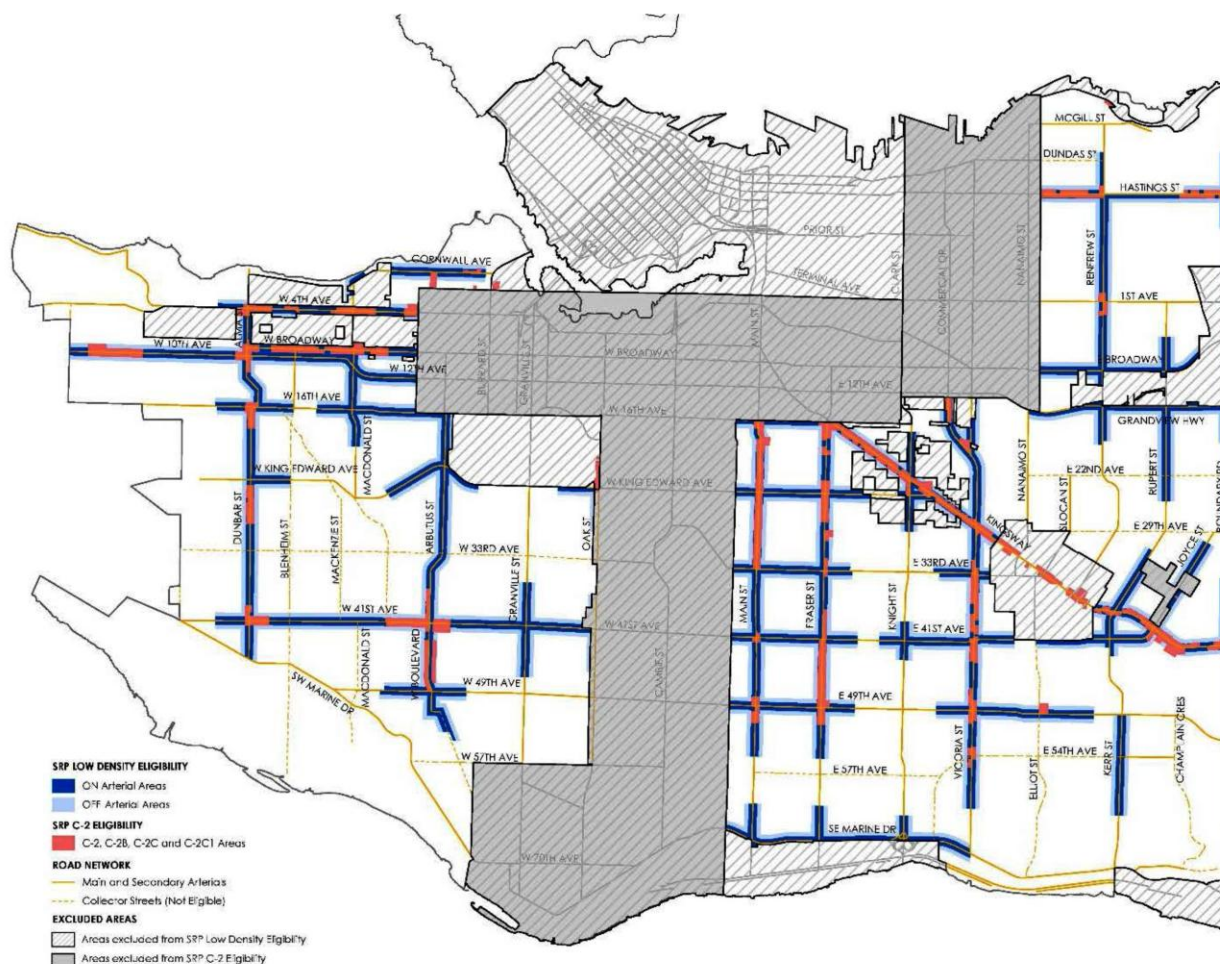 MCGILL ST
DUNDAS ST
HASTINGS ST
PRIOR ST
CORNWALL AVE
TERMINAL AVE
CLARK ST
COMMERCIAL DR
NANAIMO ST
RENFREW ST
W 4TH AVE
1ST AVE
ALMA ST
W BROADWAY
W 10TH AVE
BURRARD ST
GRANVILLE ST
W BROADWAY
MAIN ST
BROADWAY
W 12TH AVE
E 12TH AVE
W 16TH AVE
W 16TH AVE
GRANDVIEW HWY
MACDONALD ST
W KING EDWARD AVE
W KING EDWARD AVE
NANAIMO ST
SLOCAN ST
E 22ND AVE
RUPERT ST
BOUNDARY RD
DUNBAR ST
BLENHEIM ST
MACKENZIE ST
ARBUTUS ST
W 33RD AVE
OAK ST
KINGSWAY
E 29TH AVE
JOYCE ST
E 33RD AVE
GRANVILLE ST
MAIN ST
FRASER ST
KNIGHT ST
W 41ST AVE
W 41ST AVE
E 41ST AVE
MACDONALD ST
W BOULEVARD
CAMBIE ST
SW MARINE DR
W 49TH AVE
E 49TH AVE
VICTORIA ST
ELLIOT ST
KERR ST
CHAMPLAIN CRES
W 57TH AVE
E 54TH AVE
E 57TH AVE
SE MARINE DR
W 70TH AVE
SRP LOW DENSITY ELIGIBILITY
ON Arterial Areas
OFF Arterial Areas
SRP C-2 ELIGIBILITY
C-2, C-2B, C-2C and C-2C1 Areas
ROAD NETWORK
Main and Secondary Arterials
Collector Streets (Not Eligible)
EXCLUDED AREAS
Areas excluded from SRP Low Density Eligibility
Areas excluded from SRP C-2 Eligibility